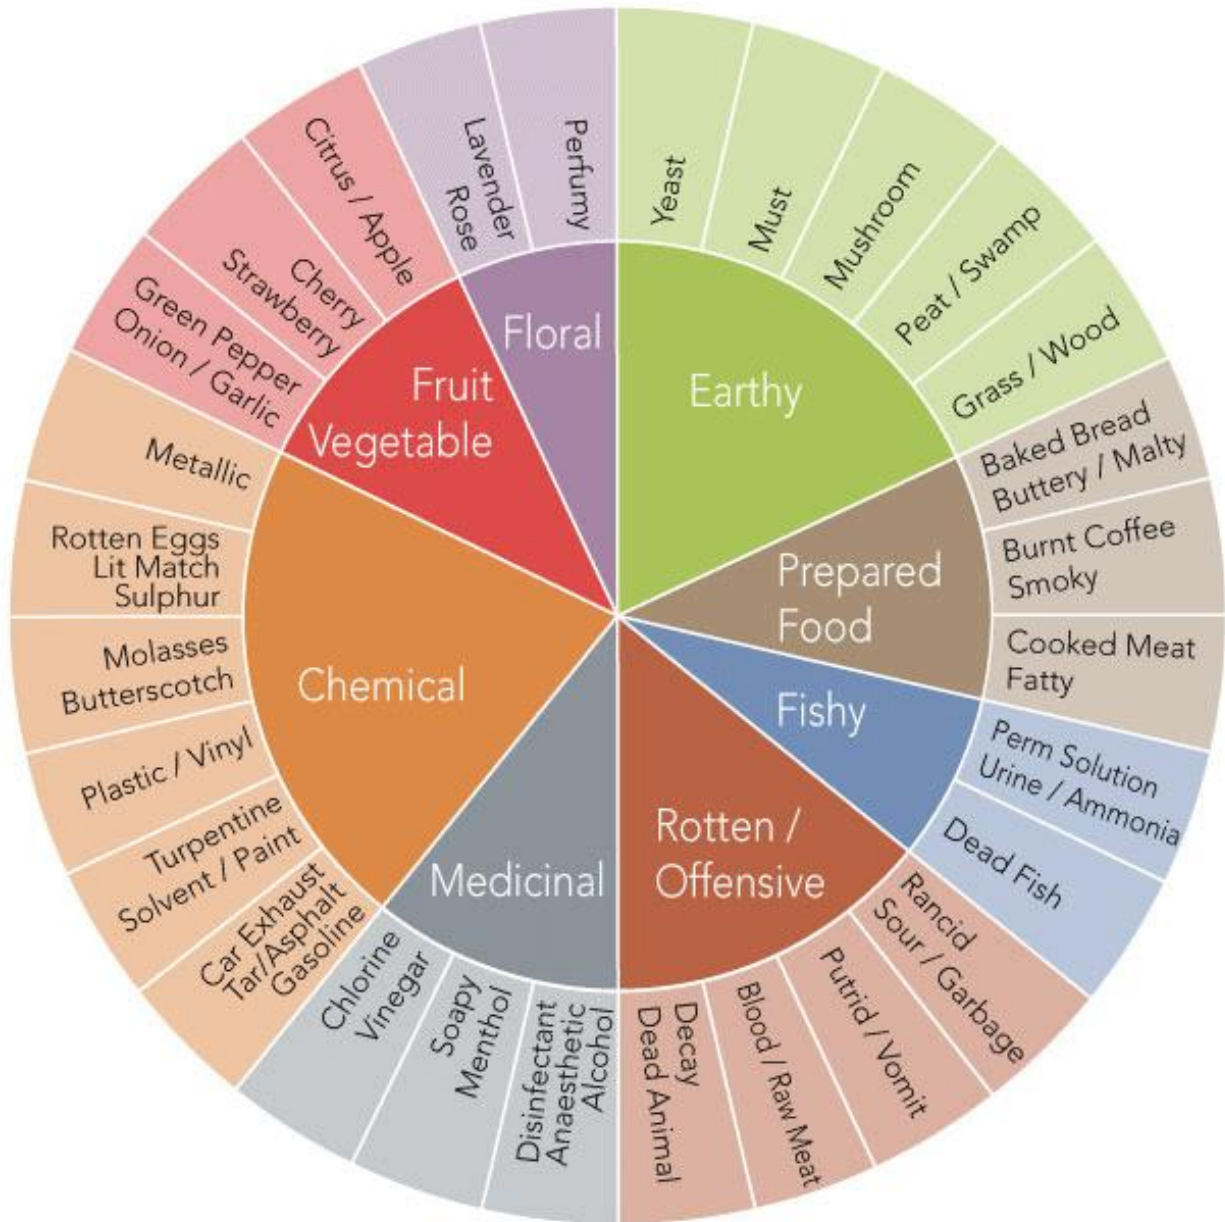 Floral
Earthy
Prepared
Food
Fishy
Rotten /
Offensive
Medicinal
Chemical
Fruit
Vegetable
Perfumy
Yeast
Must
Mushroom
Peat / Swamp
Grass / Wood
Baked Bread
Buttery / Malty
Burnt Coffee
Smoky
Cooked Meat
Fatty
Perm Solution
Urine / Ammonia
Dead Fish
Rancid
Sour / Garbage
Putrid / Vomit
Blood / Raw Meat
Decay
Dead Animal
Disinfectant
Anaesthetic
Alcohol
Soapy
Menthol
Chlorine
Vinegar
Car Exhaust
Tar/Asphalt
Gasoline
Turpentine
Solvent / Paint
Plastic / Vinyl
Molasses
Butterscotch
Rotten Eggs
Lit Match
Sulphur
Metallic
Green Pepper
Onion / Garlic
Cherry
Strawberry
Citrus / Apple
Lavender
Rose